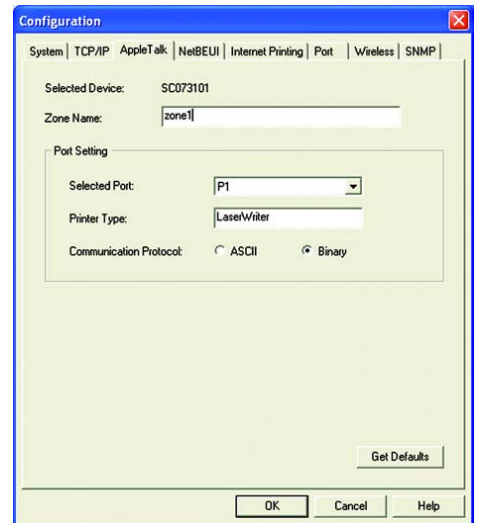 Configuration
System TCP/IP AppleTalk NetBEUI Internet Printing Port Wireless SNMP
Selected Device: SC073101
Zone Name: zone1
Port Setting
Selected Port: P1
Printer Type: LaserWriter
Communication Protocol: ASCII Binary
Get Defaults
OK Cancel Help